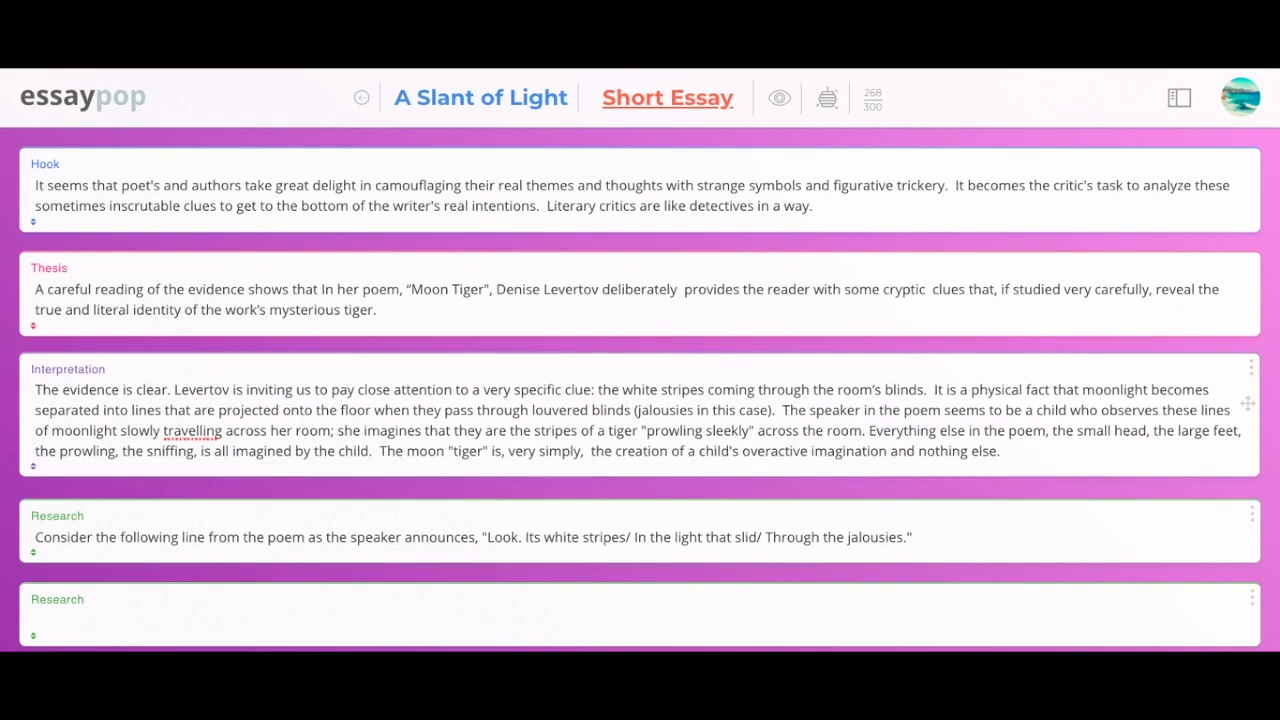 essaypop
A Slant of Light
Short Essay
268
300
Hook
It seems that poet's and authors take great delight in camouflaging their real themes and thoughts with strange symbols and figurative trickery.  It becomes the critic's task to analyze these
sometimes inscrutable clues to get to the bottom of the writer's real intentions.  Literary critics are like detectives in a way.
Thesis
A careful reading of the evidence shows that In her poem, “Moon Tiger", Denise Levertov deliberately  provides the reader with some cryptic  clues that, if studied very carefully, reveal the
true and literal identity of the work’s mysterious tiger.
Interpretation
The evidence is clear. Levertov is inviting us to pay close attention to a very specific clue: the white stripes coming through the room’s blinds.  It is a physical fact that moonlight becomes
separated into lines that are projected onto the floor when they pass through louvered blinds (jalousies in this case).  The speaker in the poem seems to be a child who observes these lines
of moonlight slowly travelling across her room; she imagines that they are the stripes of a tiger "prowling sleekly" across the room. Everything else in the poem, the small head, the large feet,
the prowling, the sniffing, is all imagined by the child.  The moon "tiger" is, very simply,  the creation of a child's overactive imagination and nothing else.
Research
Consider the following line from the poem as the speaker announces, "Look. Its white stripes/ In the light that slid/ Through the jalousies."
Research